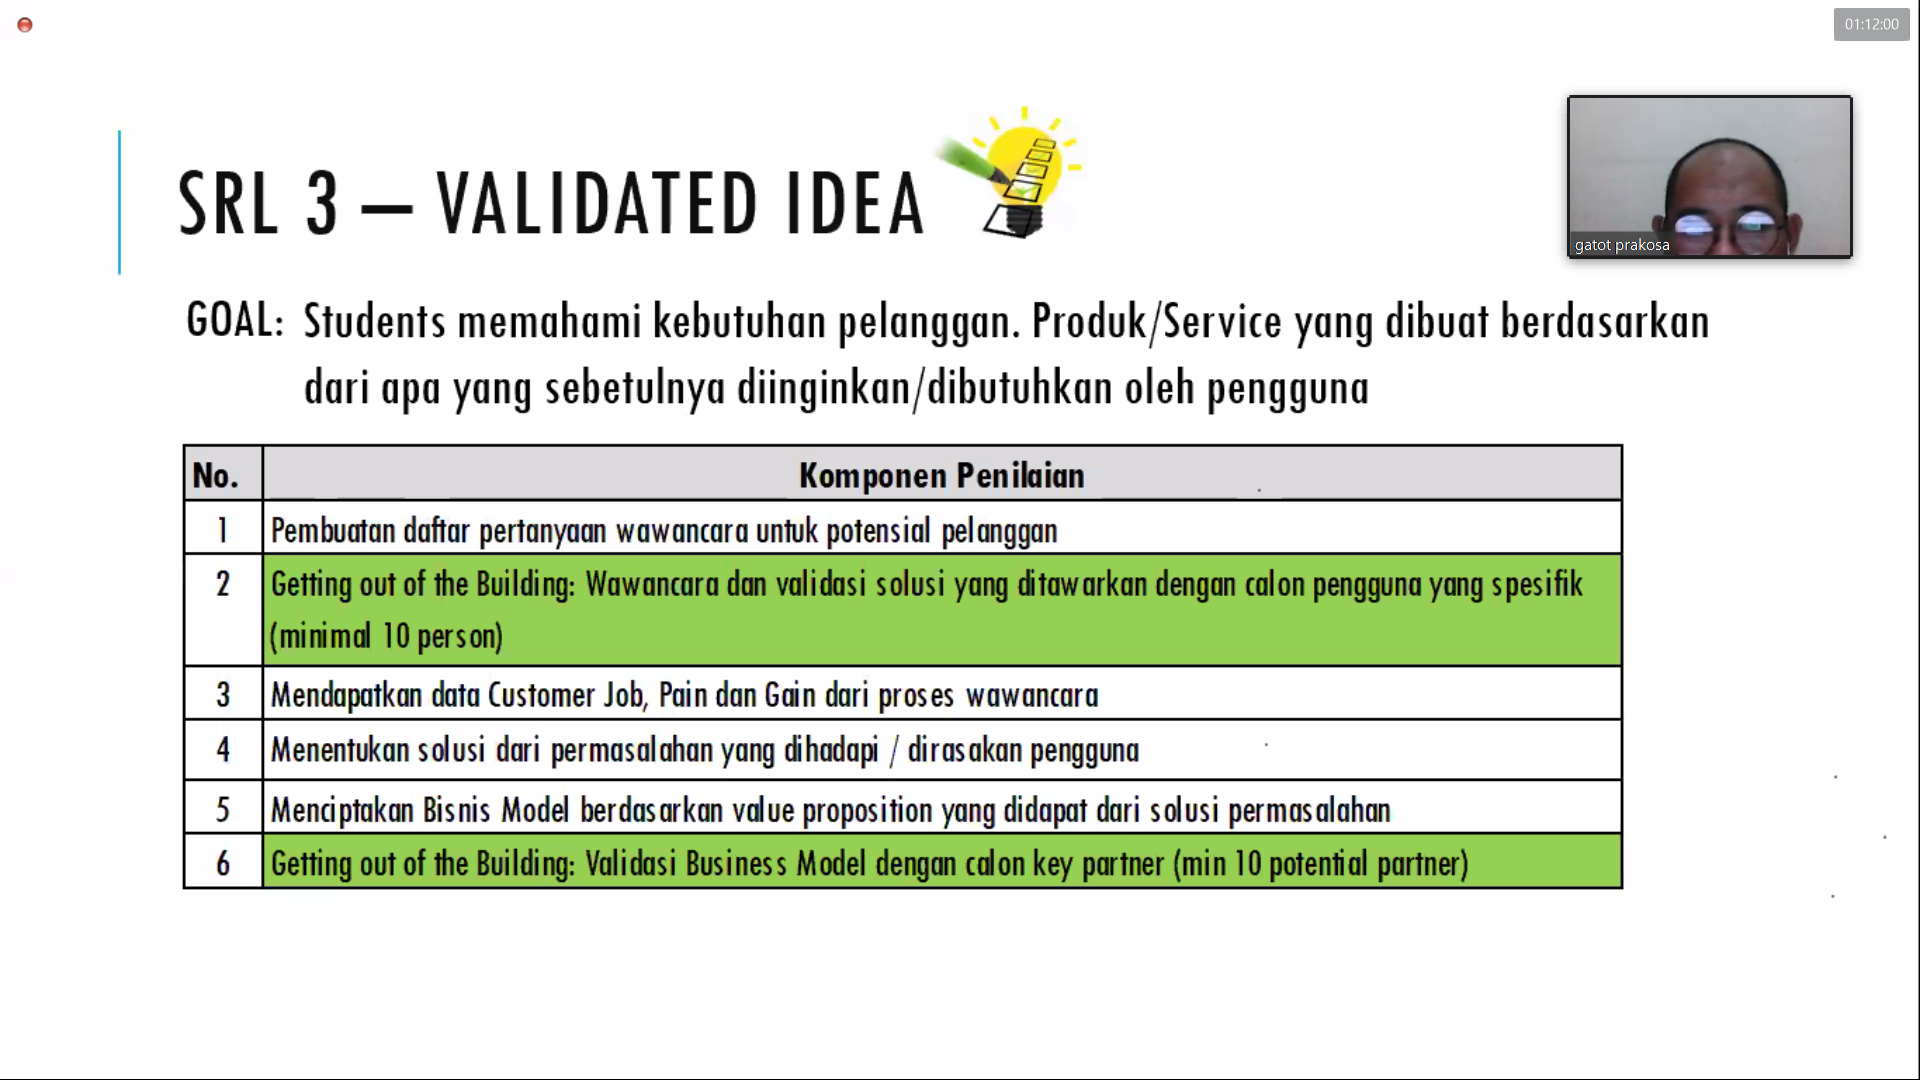 01:12:00
SRL 3 – VALIDATED IDEA
gatot prakosa
GOAL: Students memahami kebutuhan pelanggan. Produk/Service yang dibuat berdasarkan
dari apa yang sebetulnya diinginkan/dibutuhkan oleh pengguna
No. Komponen Penilaian
1 Pembuatan daftar pertanyaan wawancara untuk potensial pelanggan
2 Getting out of the Building: Wawancara dan validasi solusi yang ditawarkan dengan calon pengguna yang spesifik
(minimal 10 person)
3 Mendapatkan data Customer Job, Pain dan Gain dari proses wawancara
4 Menentukan solusi dari permasalahan yang dihadapi / dirasakan pengguna
5 Menciptakan Bisnis Model berdasarkan value proposition yang didapat dari solusi permasalahan
6 Getting out of the Building: Validasi Business Model dengan calon key partner (min 10 potential partner)